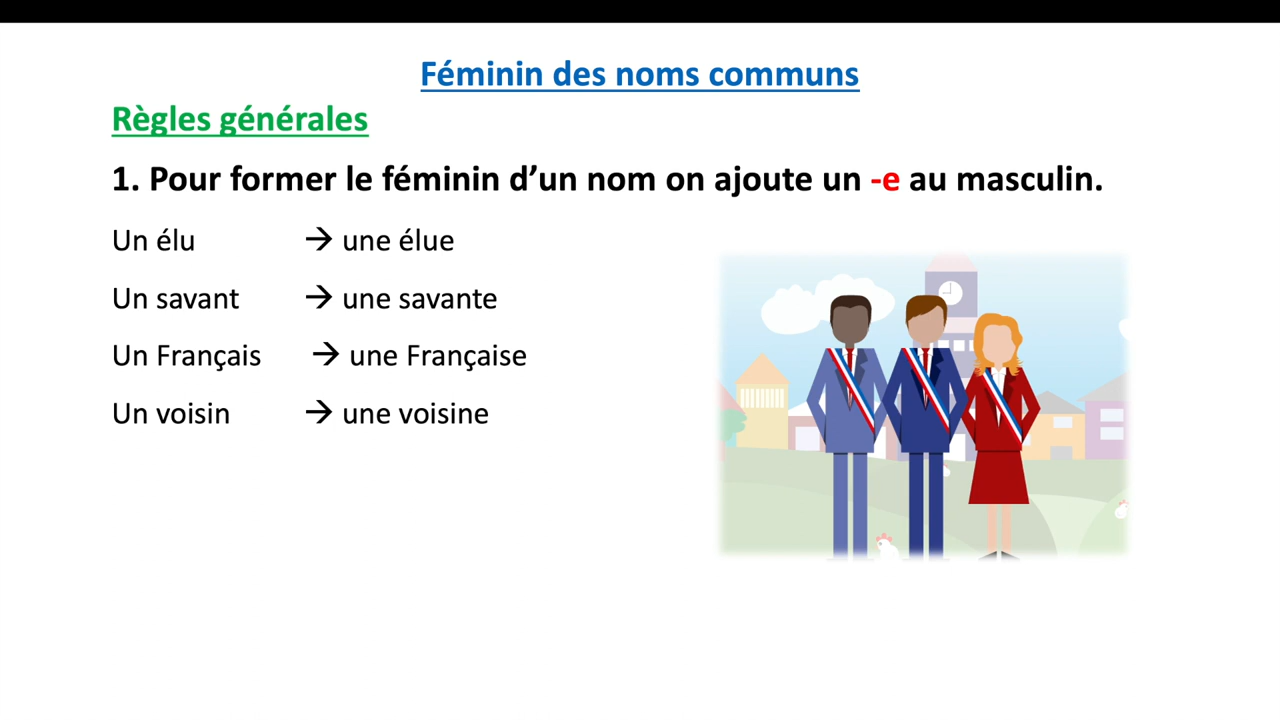 Féminin des noms communs
Règles générales
1. Pour former le féminin d’un nom on ajoute un -e au masculin.
Un élu → une élue
Un savant → une savante
Un Français → une Française
Un voisin → une voisine